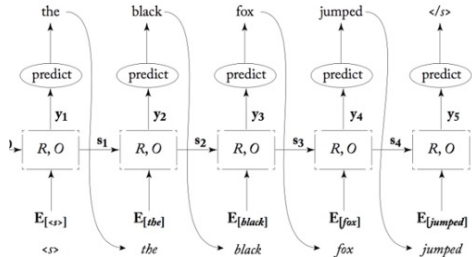 the black fox jumped </s>
predict predict predict predict predict
y1 y2 y3 y4 y5
R, O s1 R, O s2 R, O s3 R, O s4 R, O
E[<s>] E[the] E[black] E[fox] E[jumped]
<s> the black fox jumped